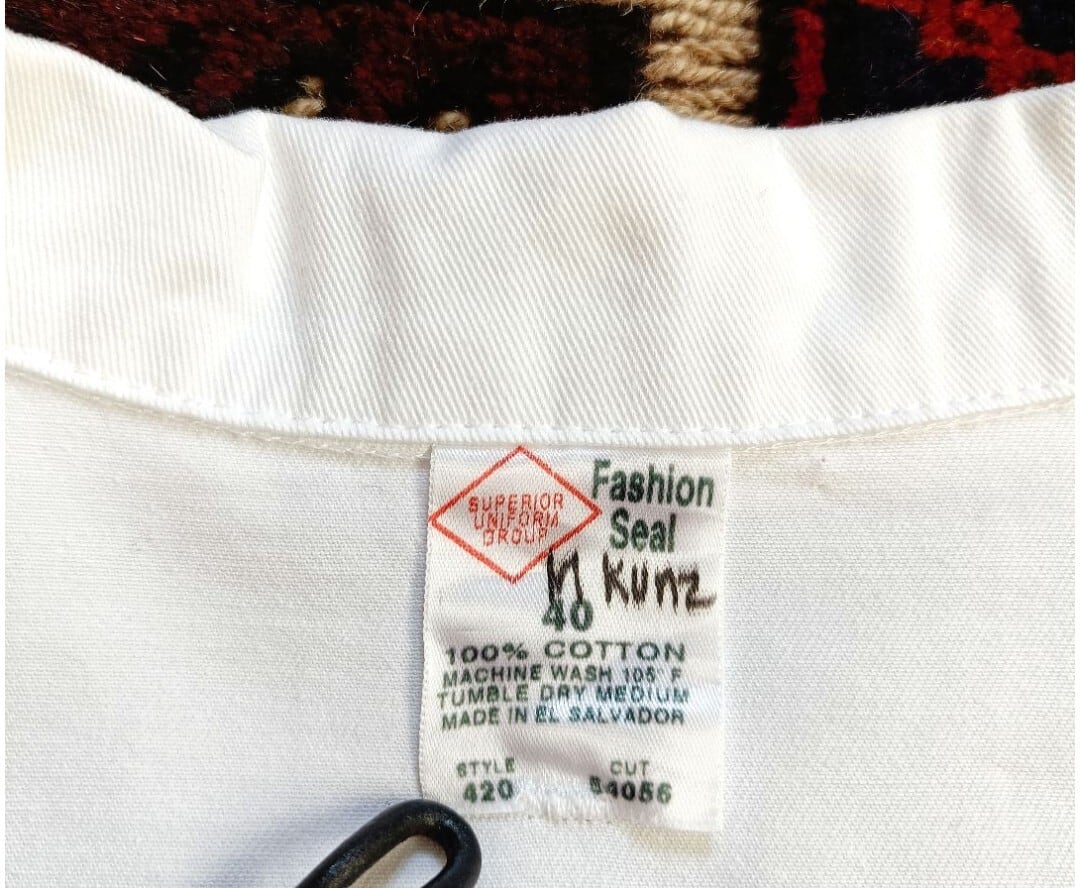 SUPERIOR
UNIFORM
GROUP
Fashion
Seal
Kunz
40
100% COTTON
MACHINE WASH 105° F
TUMBLE DRY MEDIUM
MADE IN EL SALVADOR
STYLE
420
CUT